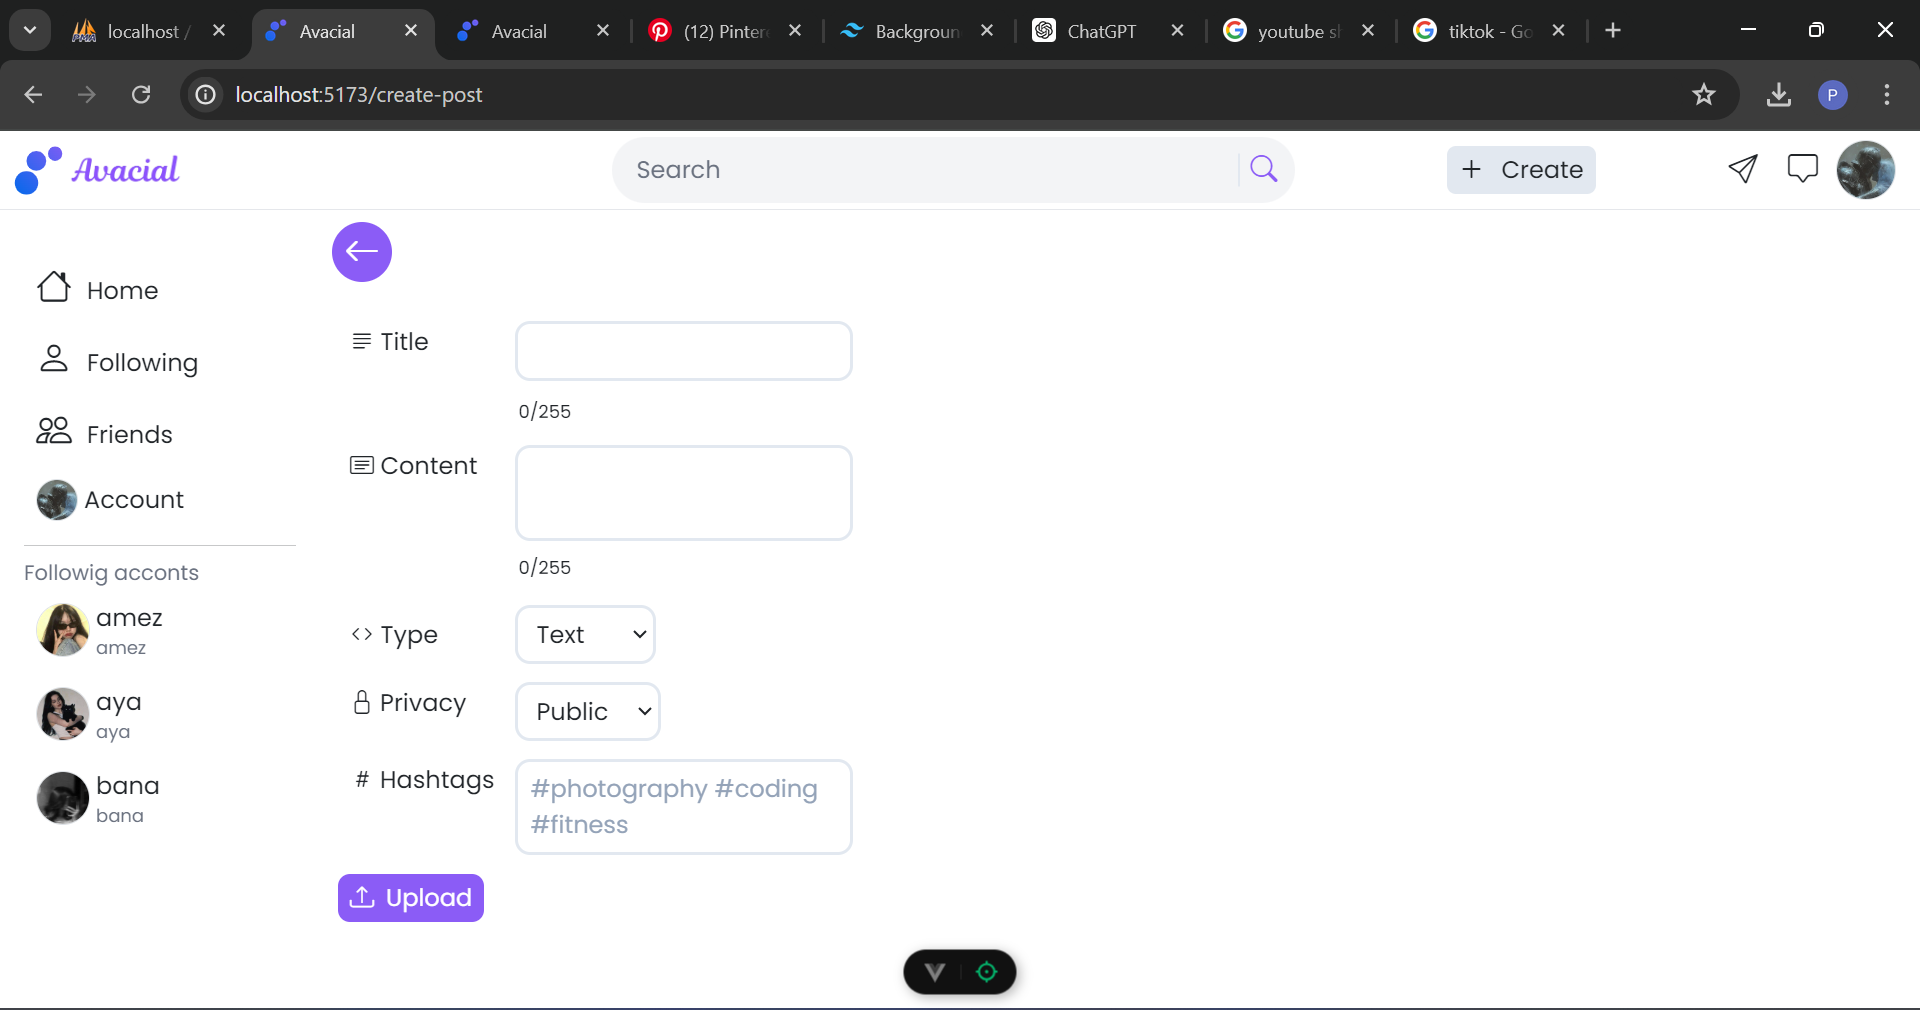 localhost /
Avacial
Avacial
(12) Pinter
Backgroun
ChatGPT
youtube s
tiktok - Go
localhost:5173/create-post
P
Avacial
Search
+ Create
Home
Following
Friends
Account
Followig acconts
amez
amez
aya
aya
bana
bana
Title
0/255
Content
0/255
<> Type
Text
Privacy
Public
# Hashtags
#photography #coding
#fitness
Upload